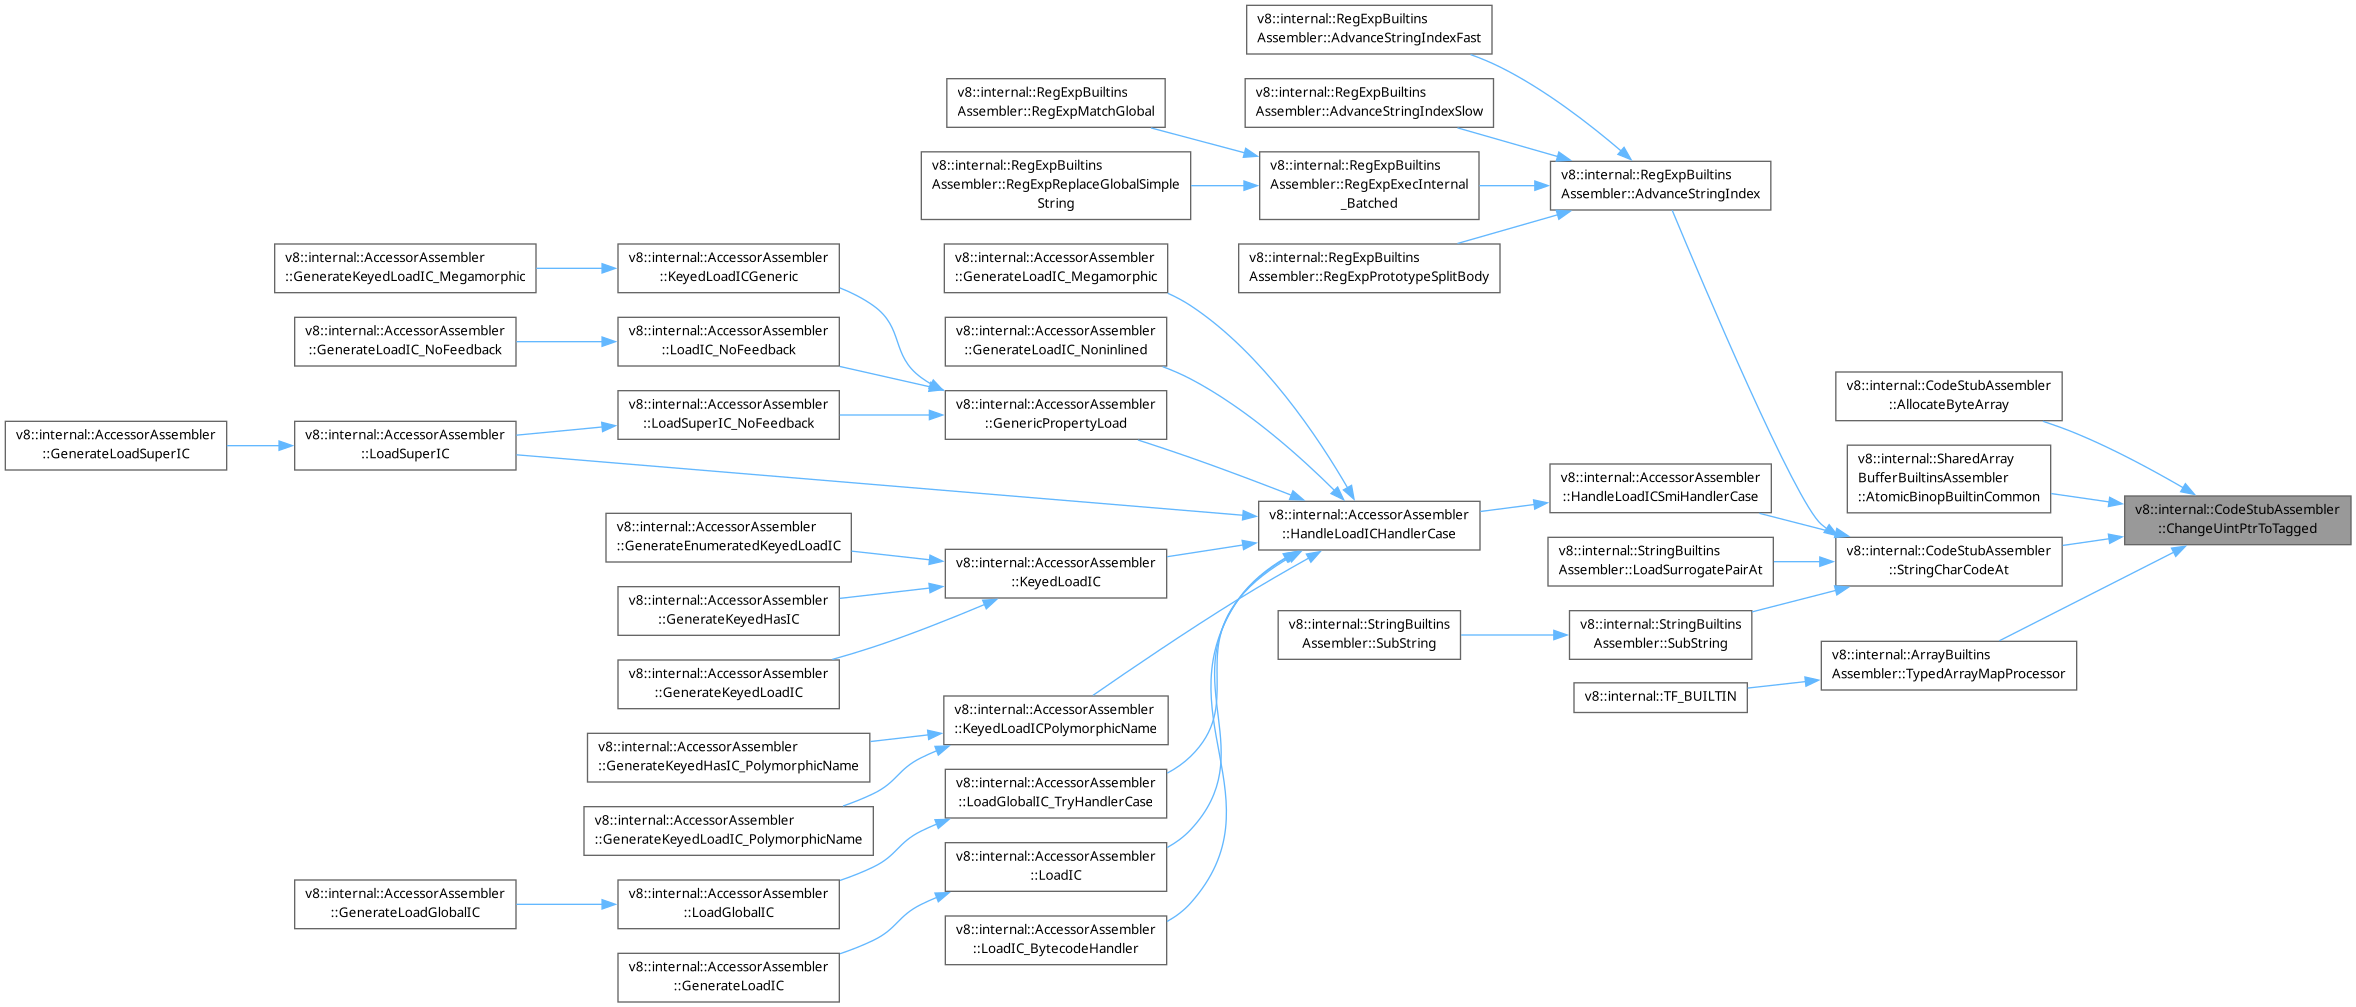 v8::internal::RegExpBuiltins
Assembler::AdvanceStringIndexFast
v8::internal::RegExpBuiltins
Assembler::RegExpMatchGlobal
v8::internal::RegExpBuiltins
Assembler::AdvanceStringIndexSlow
v8::internal::RegExpBuiltins
Assembler::RegExpReplaceGlobalSimple
String
v8::internal::RegExpBuiltins
Assembler::RegExpExecInternal
_Batched
v8::internal::RegExpBuiltins
Assembler::AdvanceStringIndex
v8::internal::AccessorAssembler
::GenerateKeyedLoadIC_Megamorphic
v8::internal::AccessorAssembler
::KeyedLoadICGeneric
v8::internal::AccessorAssembler
::GenerateLoadIC_Megamorphic
v8::internal::RegExpBuiltins
Assembler::RegExpPrototypeSplitBody
v8::internal::AccessorAssembler
::GenerateLoadIC_NoFeedback
v8::internal::AccessorAssembler
::LoadIC_NoFeedback
v8::internal::AccessorAssembler
::GenerateLoadIC_Noninlined
v8::internal::CodeStubAssembler
::AllocateByteArray
v8::internal::AccessorAssembler
::GenerateLoadSuperIC
v8::internal::AccessorAssembler
::LoadSuperIC
v8::internal::AccessorAssembler
::LoadSuperIC_NoFeedback
v8::internal::AccessorAssembler
::GenericPropertyLoad
v8::internal::SharedArray
BufferBuiltinsAssembler
::AtomicBinopBuiltinCommon
v8::internal::AccessorAssembler
::HandleLoadICSmiHandlerCase
v8::internal::AccessorAssembler
::HandleLoadICHandlerCase
v8::internal::CodeStubAssembler
::ChangeUintPtrToTagged
v8::internal::AccessorAssembler
::GenerateEnumeratedKeyedLoadIC
v8::internal::AccessorAssembler
::KeyedLoadIC
v8::internal::StringBuiltins
Assembler::LoadSurrogatePairAt
v8::internal::CodeStubAssembler
::StringCharCodeAt
v8::internal::AccessorAssembler
::GenerateKeyedHasIC
v8::internal::StringBuiltins
Assembler::SubString
v8::internal::StringBuiltins
Assembler::SubString
v8::internal::AccessorAssembler
::GenerateKeyedLoadIC
v8::internal::ArrayBuiltins
Assembler::TypedArrayMapProcessor
v8::internal::TF_BUILTIN
v8::internal::AccessorAssembler
::KeyedLoadICPolymorphicName
v8::internal::AccessorAssembler
::GenerateKeyedHasIC_PolymorphicName
v8::internal::AccessorAssembler
::LoadGlobalIC_TryHandlerCase
v8::internal::AccessorAssembler
::GenerateKeyedLoadIC_PolymorphicName
v8::internal::AccessorAssembler
::LoadIC
v8::internal::AccessorAssembler
::GenerateLoadGlobalIC
v8::internal::AccessorAssembler
::LoadGlobalIC
v8::internal::AccessorAssembler
::LoadIC_BytecodeHandler
v8::internal::AccessorAssembler
::GenerateLoadIC